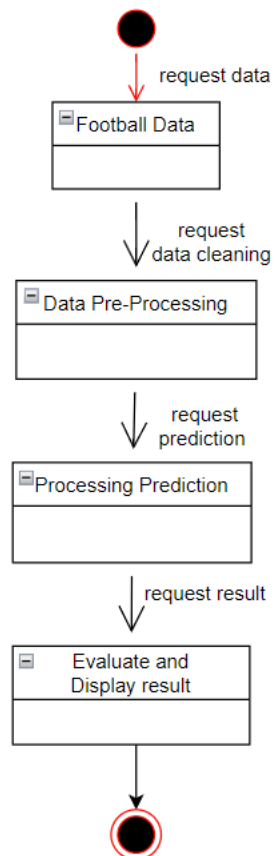 request data
Football Data
request
data cleaning
Data Pre-Processing
request
prediction
Processing Prediction
request result
Evaluate and
Display result